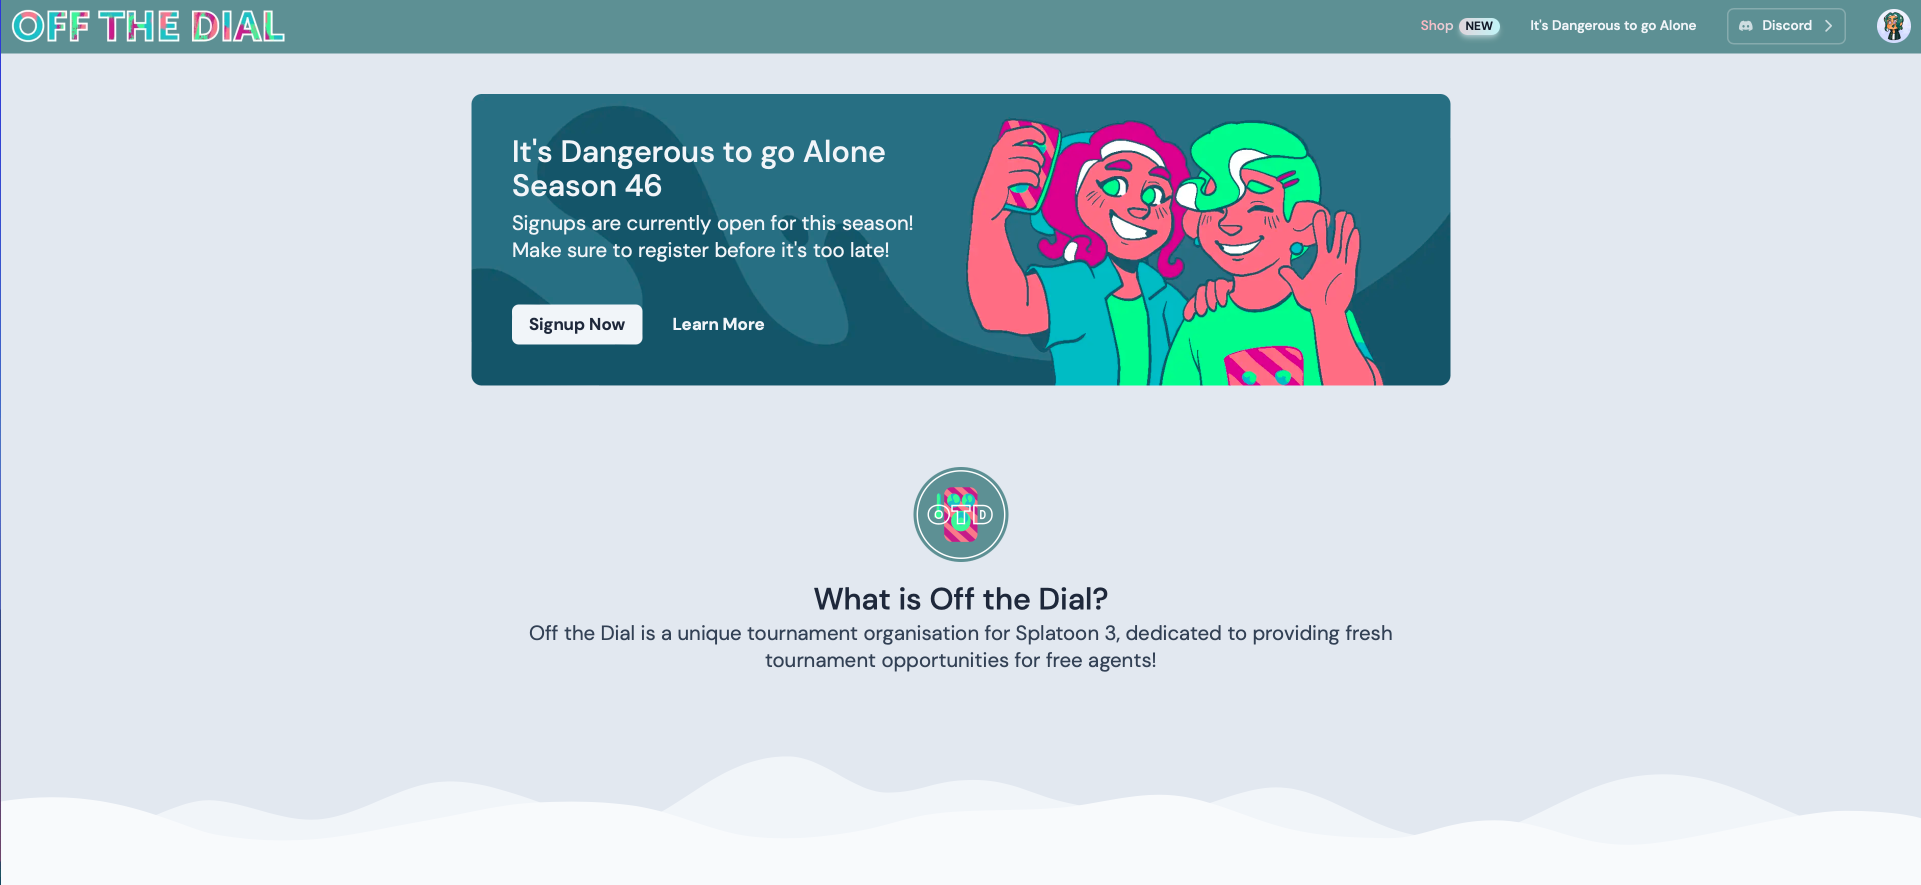 OFF THE DIAL
Shop NEW
It's Dangerous to go Alone
Discord
It's Dangerous to go Alone
Season 46
Signups are currently open for this season!
Make sure to register before it's too late!
Signup Now
Learn More
OTD
What is Off the Dial?
Off the Dial is a unique tournament organisation for Splatoon 3, dedicated to providing fresh
tournament opportunities for free agents!